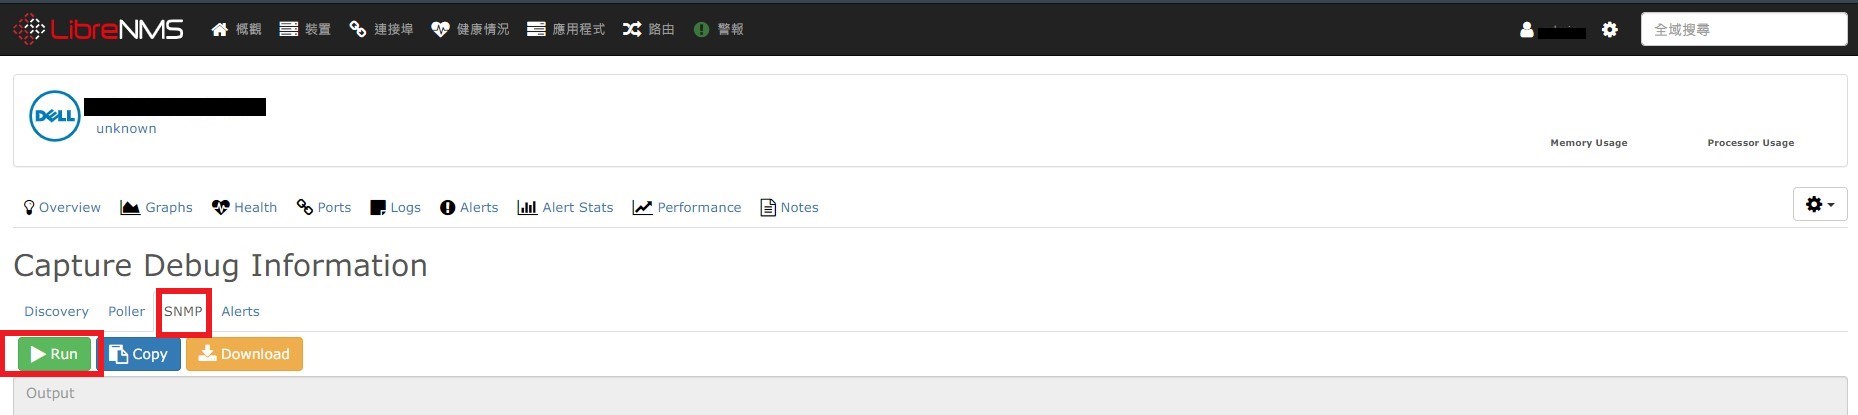 LibreNMS 概觀 裝置 連接埠 健康情況 應用程式 路由 警報 全域搜尋
DELL
unknown
Memory Usage Processor Usage
Overview Graphs Health Ports Logs Alerts Alert Stats Performance Notes
Capture Debug Information
Discovery Poller SNMP Alerts
Run Copy Download
Output